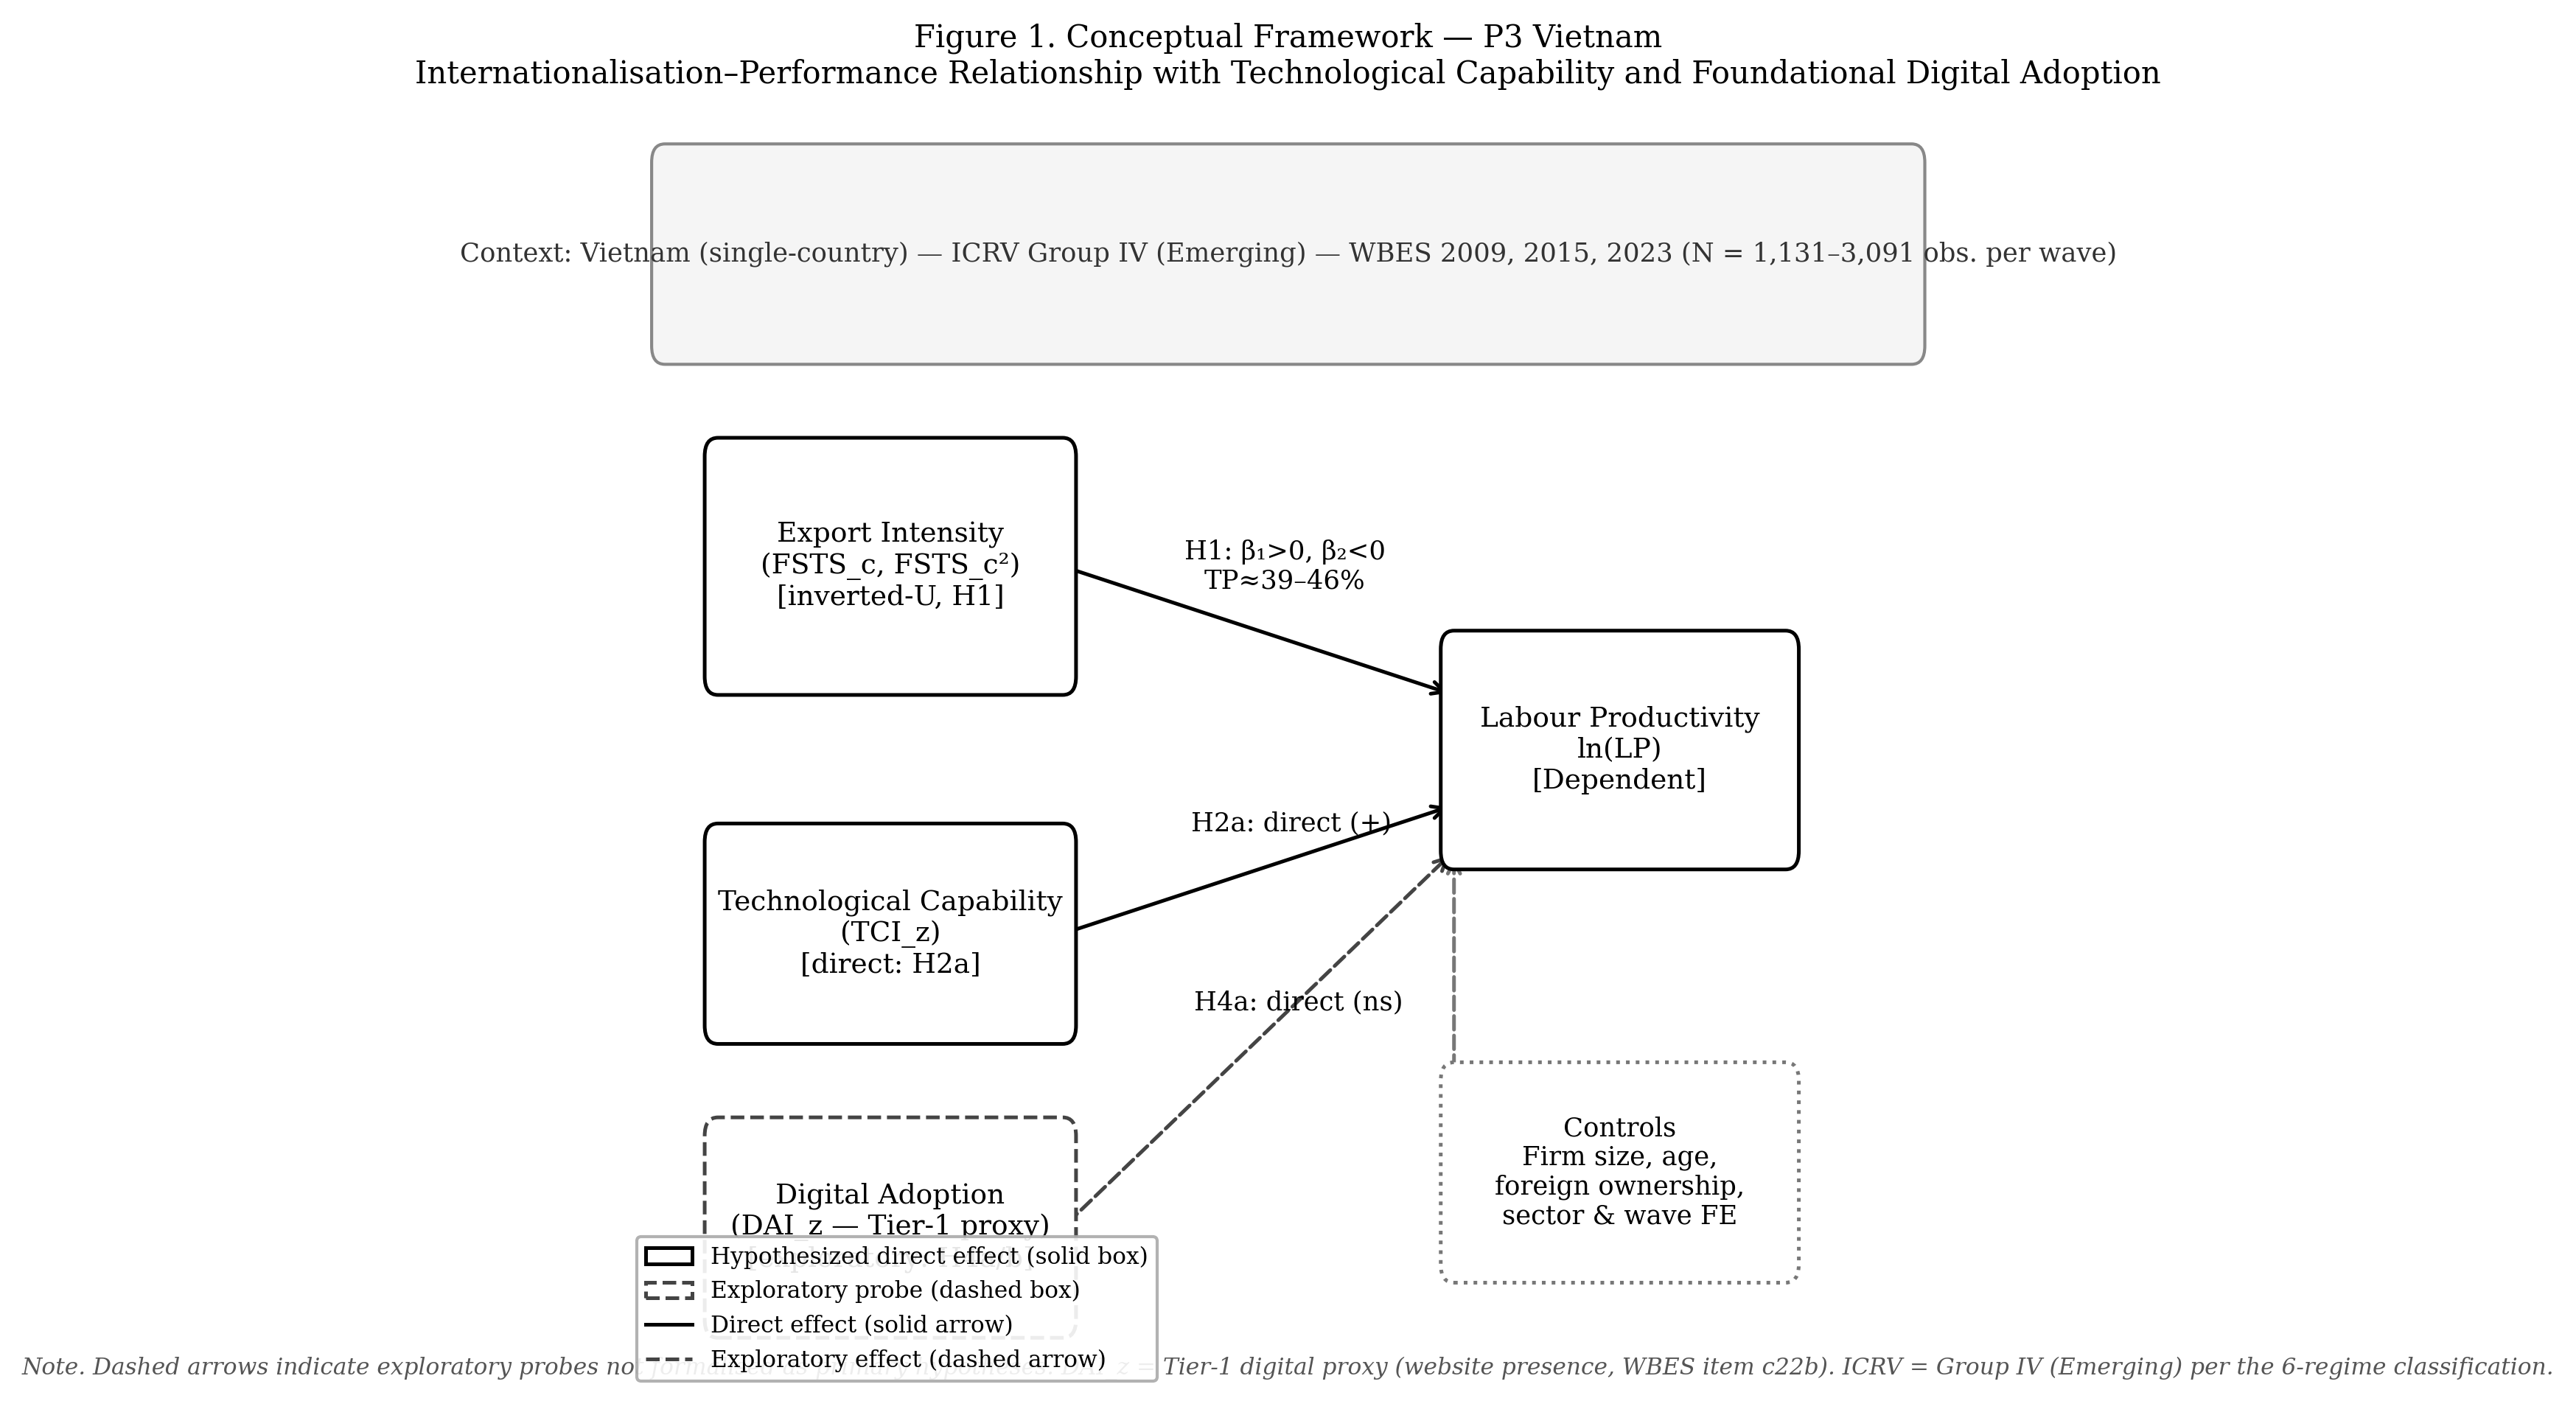 Figure 1. Conceptual Framework — P3 Vietnam
Internationalisation–Performance Relationship with Technological Capability and Foundational Digital Adoption
Context: Vietnam (single-country) — ICRV Group IV (Emerging) — WBES 2009, 2015, 2023 (N = 1,131–3,091 obs. per wave)
Export Intensity
(FSTS_c, FSTS_c²)
[inverted-U, H1]
H1: β₁>0, β₂<0
TP≈39–46%
Labour Productivity
ln(LP)
[Dependent]
H2a: direct (+)
Technological Capability
(TCI_z)
[direct: H2a]
H4a: direct (ns)
Controls
Firm size, age,
foreign ownership,
sector & wave FE
Digital Adoption
(DAI_z — Tier-1 proxy)
Hypothesized direct effect (solid box)
Exploratory probe (dashed box)
Direct effect (solid arrow)
Exploratory effect (dashed arrow)
Note. Dashed arrows indicate exploratory probes not formalised as primary hypotheses. DAI_z = Tier-1 digital proxy (website presence, WBES item c22b). ICRV = Group IV (Emerging) per the 6-regime classification.